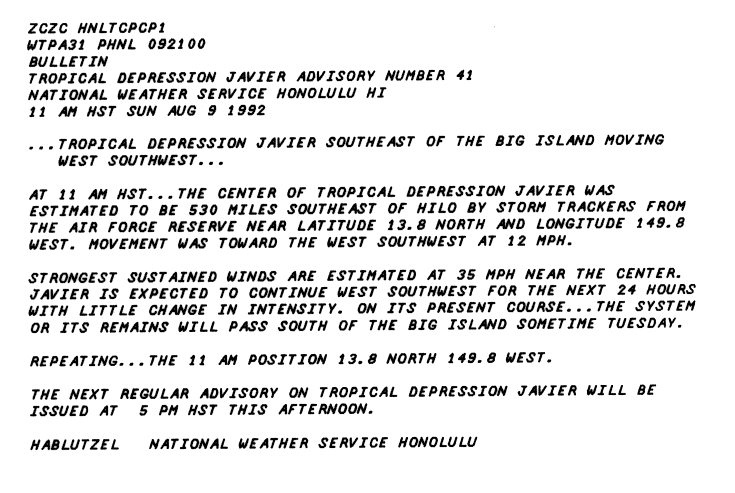 ZCZC HNLTCPCP1
WTPA31 PHNL 092100
BULLETIN
TROPICAL DEPRESSION JAVIER ADVISORY NUMBER 41
NATIONAL WEATHER SERVICE HONOLULU HI
11 AM HST SUN AUG 9 1992
...TROPICAL DEPRESSION JAVIER SOUTHEAST OF THE BIG ISLAND MOVING
WEST SOUTHWEST...
AT 11 AM HST...THE CENTER OF TROPICAL DEPRESSION JAVIER WAS
ESTIMATED TO BE 530 MILES SOUTHEAST OF HILO BY STORM TRACKERS FROM
THE AIR FORCE RESERVE NEAR LATITUDE 13.8 NORTH AND LONGITUDE 149.8
WEST. MOVEMENT WAS TOWARD THE WEST SOUTHWEST AT 12 MPH.
STRONGEST SUSTAINED WINDS ARE ESTIMATED AT 35 MPH NEAR THE CENTER.
JAVIER IS EXPECTED TO CONTINUE WEST SOUTHWEST FOR THE NEXT 24 HOURS
WITH LITTLE CHANGE IN INTENSITY. ON ITS PRESENT COURSE...THE SYSTEM
OR ITS REMAINS WILL PASS SOUTH OF THE BIG ISLAND SOMETIME TUESDAY.
REPEATING...THE 11 AM POSITION 13.8 NORTH 149.8 WEST.
THE NEXT REGULAR ADVISORY ON TROPICAL DEPRESSION JAVIER WILL BE
ISSUED AT 5 PM HST THIS AFTERNOON.
HABLUTZEL NATIONAL WEATHER SERVICE HONOLULU